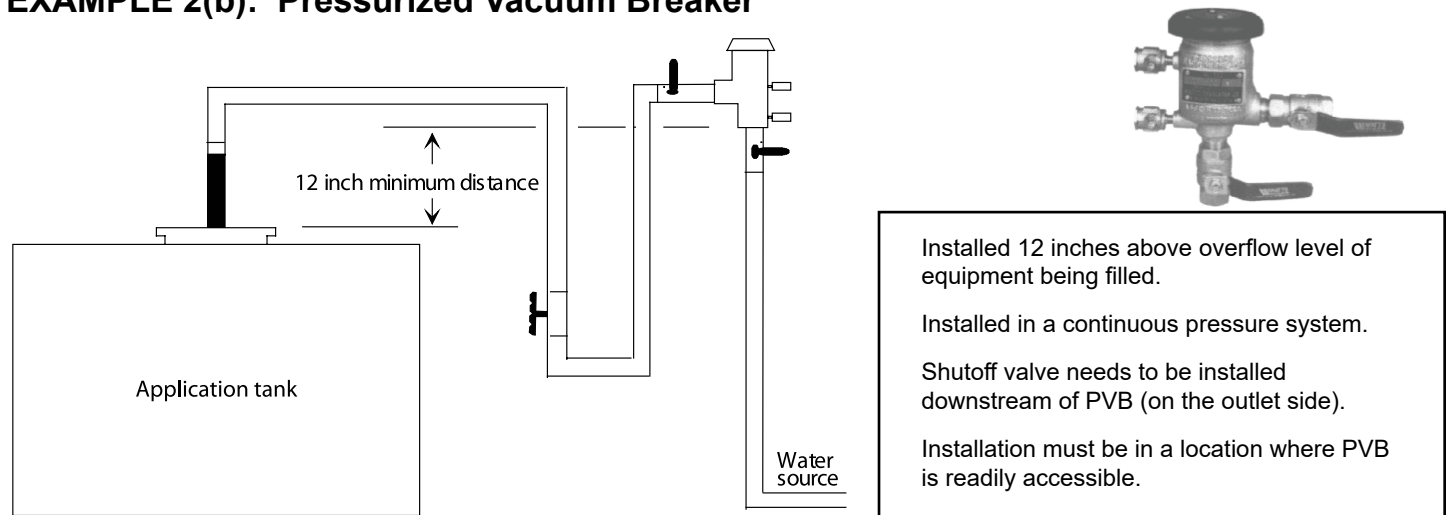 EXAMPLE 2(b): Pressurized Vacuum Breaker
12 inch minimum distance
Application tank
Water
source
Installed 12 inches above overflow level of
equipment being filled.
Installed in a continuous pressure system.
Shutoff valve needs to be installed
downstream of PVB (on the outlet side).
Installation must be in a location where PVB
is readily accessible.